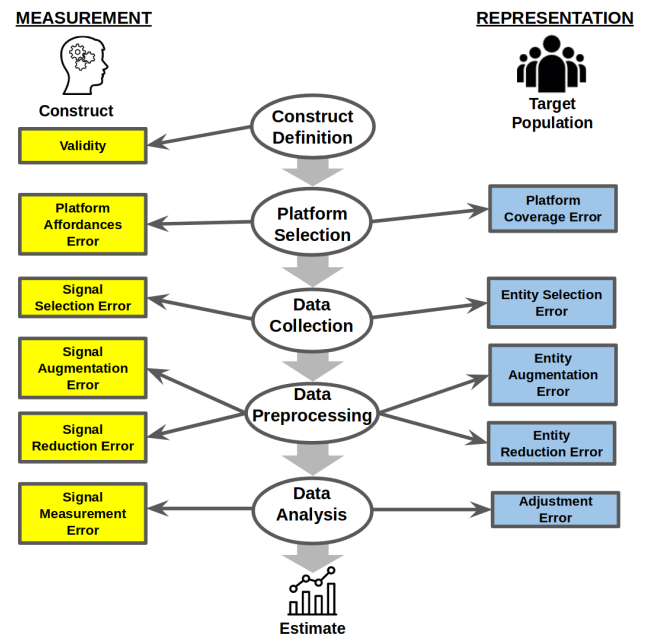 MEASUREMENT
REPRESENTATION
Construct
Target
Population
Construct
Definition
Validity
Platform
Selection
Platform
Affordances
Error
Platform
Coverage Error
Data
Collection
Signal
Selection Error
Entity Selection
Error
Data
Preprocessing
Signal
Augmentation
Error
Entity
Augmentation
Error
Signal
Reduction Error
Entity
Reduction Error
Data
Analysis
Signal
Measurement
Error
Adjustment
Error
Estimate